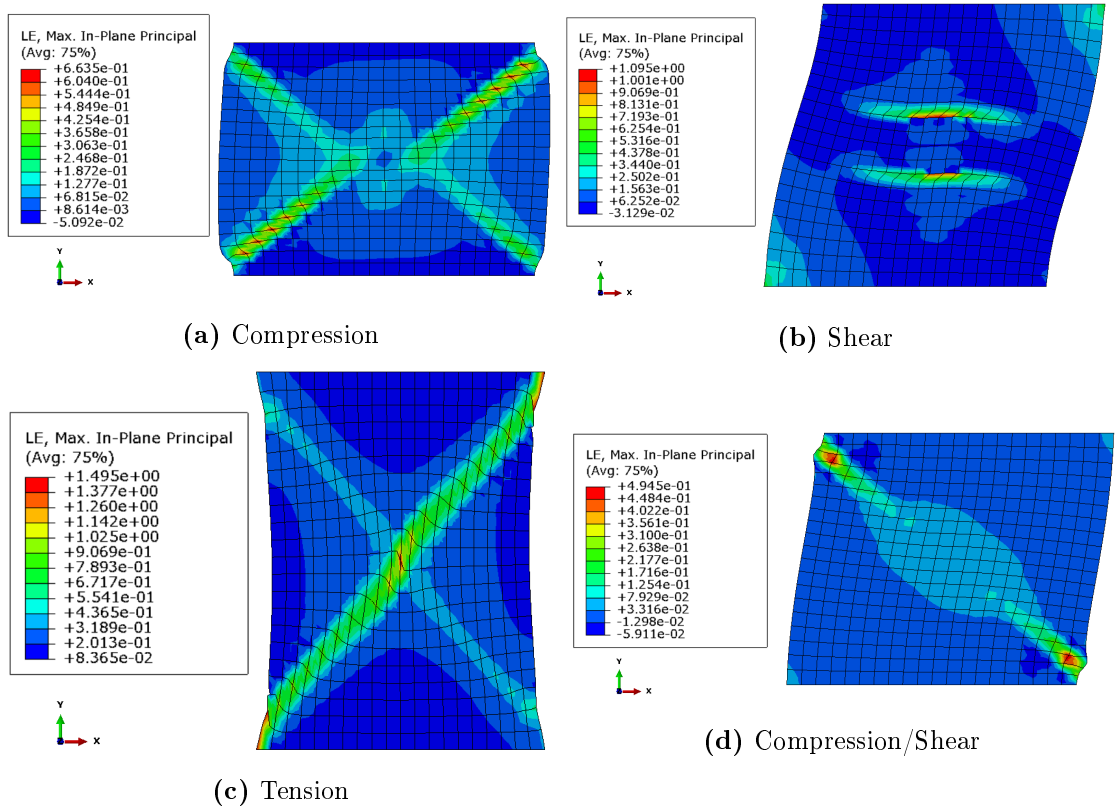 LE, Max. In-Plane Principal
(Avg: 75%)
+6.635e-01
+6.040e-01
+5.444e-01
+4.849e-01
+4.254e-01
+3.658e-01
+3.063e-01
+2.468e-01
+1.872e-01
+1.277e-01
+6.815e-02
+8.614e-03
-5.092e-02
Y
X
(a) Compression
LE, Max. In-Plane Principal
(Avg: 75%)
+1.095e+00
+1.001e+00
+9.069e-01
+8.131e-01
+7.193e-01
+6.254e-01
+5.316e-01
+4.378e-01
+3.440e-01
+2.502e-01
+1.563e-01
+6.252e-02
-3.129e-02
Y
X
(b) Shear
LE, Max. In-Plane Principal
(Avg: 75%)
+1.495e+00
+1.377e+00
+1.260e+00
+1.142e+00
+1.025e+00
+9.069e-01
+7.893e-01
+6.717e-01
+5.541e-01
+4.365e-01
+3.189e-01
+2.013e-01
+8.365e-02
Y
X
(c) Tension
LE, Max. In-Plane Principal
(Avg: 75%)
+4.945e-01
+4.484e-01
+4.022e-01
+3.561e-01
+3.100e-01
+2.638e-01
+2.177e-01
+1.716e-01
+1.254e-01
+7.929e-02
+3.316e-02
-1.298e-02
-5.911e-02
Y
X
(d) Compression/Shear